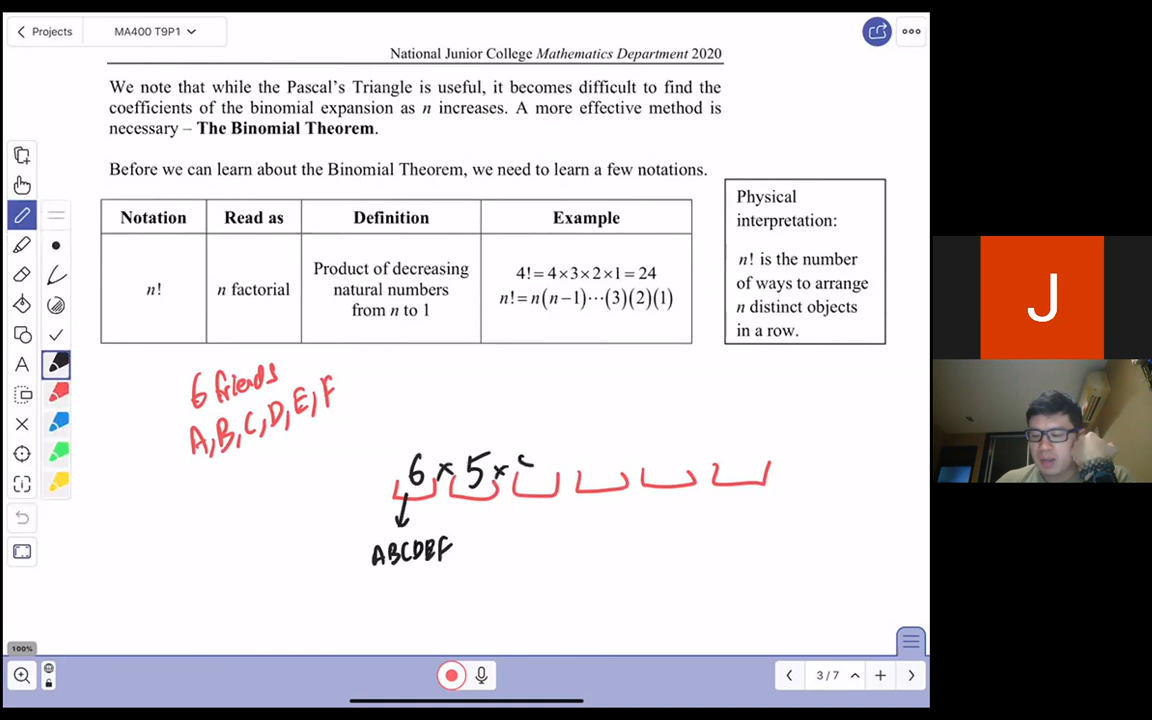 Projects
MA400 T9P1
National Junior College Mathematics Department 2020
We note that while the Pascal's Triangle is useful, it becomes difficult to find the
coefficients of the binomial expansion as n increases. A more effective method is
necessary – The Binomial Theorem.
Before we can learn about the Binomial Theorem, we need to learn a few notations.
Notation Read as Definition Example
n! n factorial Product of decreasing natural numbers from n to 1
4!=4×3×2×1=24
n!=n(n−1)⋯(3)(2)(1)
Physical
interpretation:
n! is the number
of ways to arrange
n distinct objects
in a row.
6 friends
A,B,C,D,E,F
6 × 5 ×
ABCDEF
A
100%
3/7
J